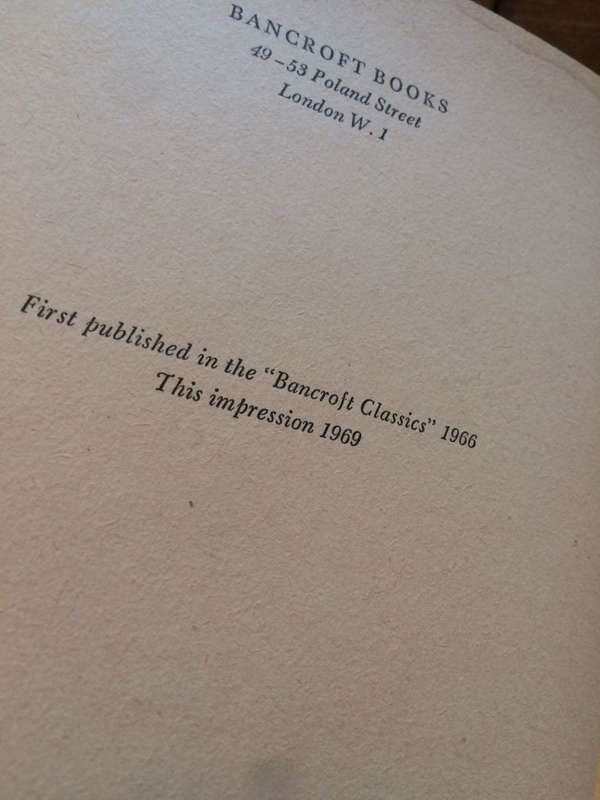 BANCROFT BOOKS
49–53 Poland Street
London W. 1
First published in the “Bancroft Classics” 1966
This impression 1969